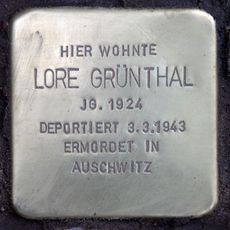 HIER WOHNTE
LORE GRÜNTHAL
JG. 1924
DEPORTIERT 3.3.1943
ERMORDET IN
AUSCHWITZ